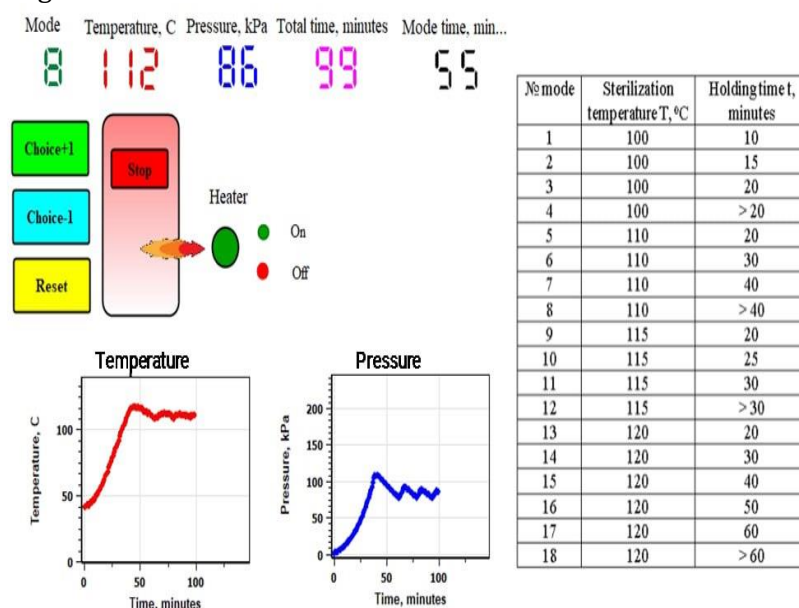 Mode Temperature, C Pressure, kPa Total time, minutes Mode time, min...
8 112 86 99 55
Choice+1
Stop
Choice-1
Heater
On
Off
Reset
Temperature
Temperature, C
100
50
0
0 50 100
Time, minutes
Pressure
Pressure, kPa
200
150
100
50
0
0 50 100
Time, minutes
№ mode Sterilization temperature T, ⁰C Holding time t, minutes
1 100 10
2 100 15
3 100 20
4 100 > 20
5 110 20
6 110 30
7 110 40
8 110 > 40
9 115 20
10 115 25
11 115 30
12 115 > 30
13 120 20
14 120 30
15 120 40
16 120 50
17 120 60
18 120 > 60